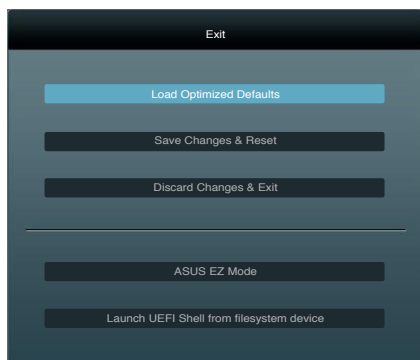 Exit
Load Optimized Defaults
Save Changes & Reset
Discard Changes & Exit
ASUS EZ Mode
Launch UEFI Shell from filesystem device